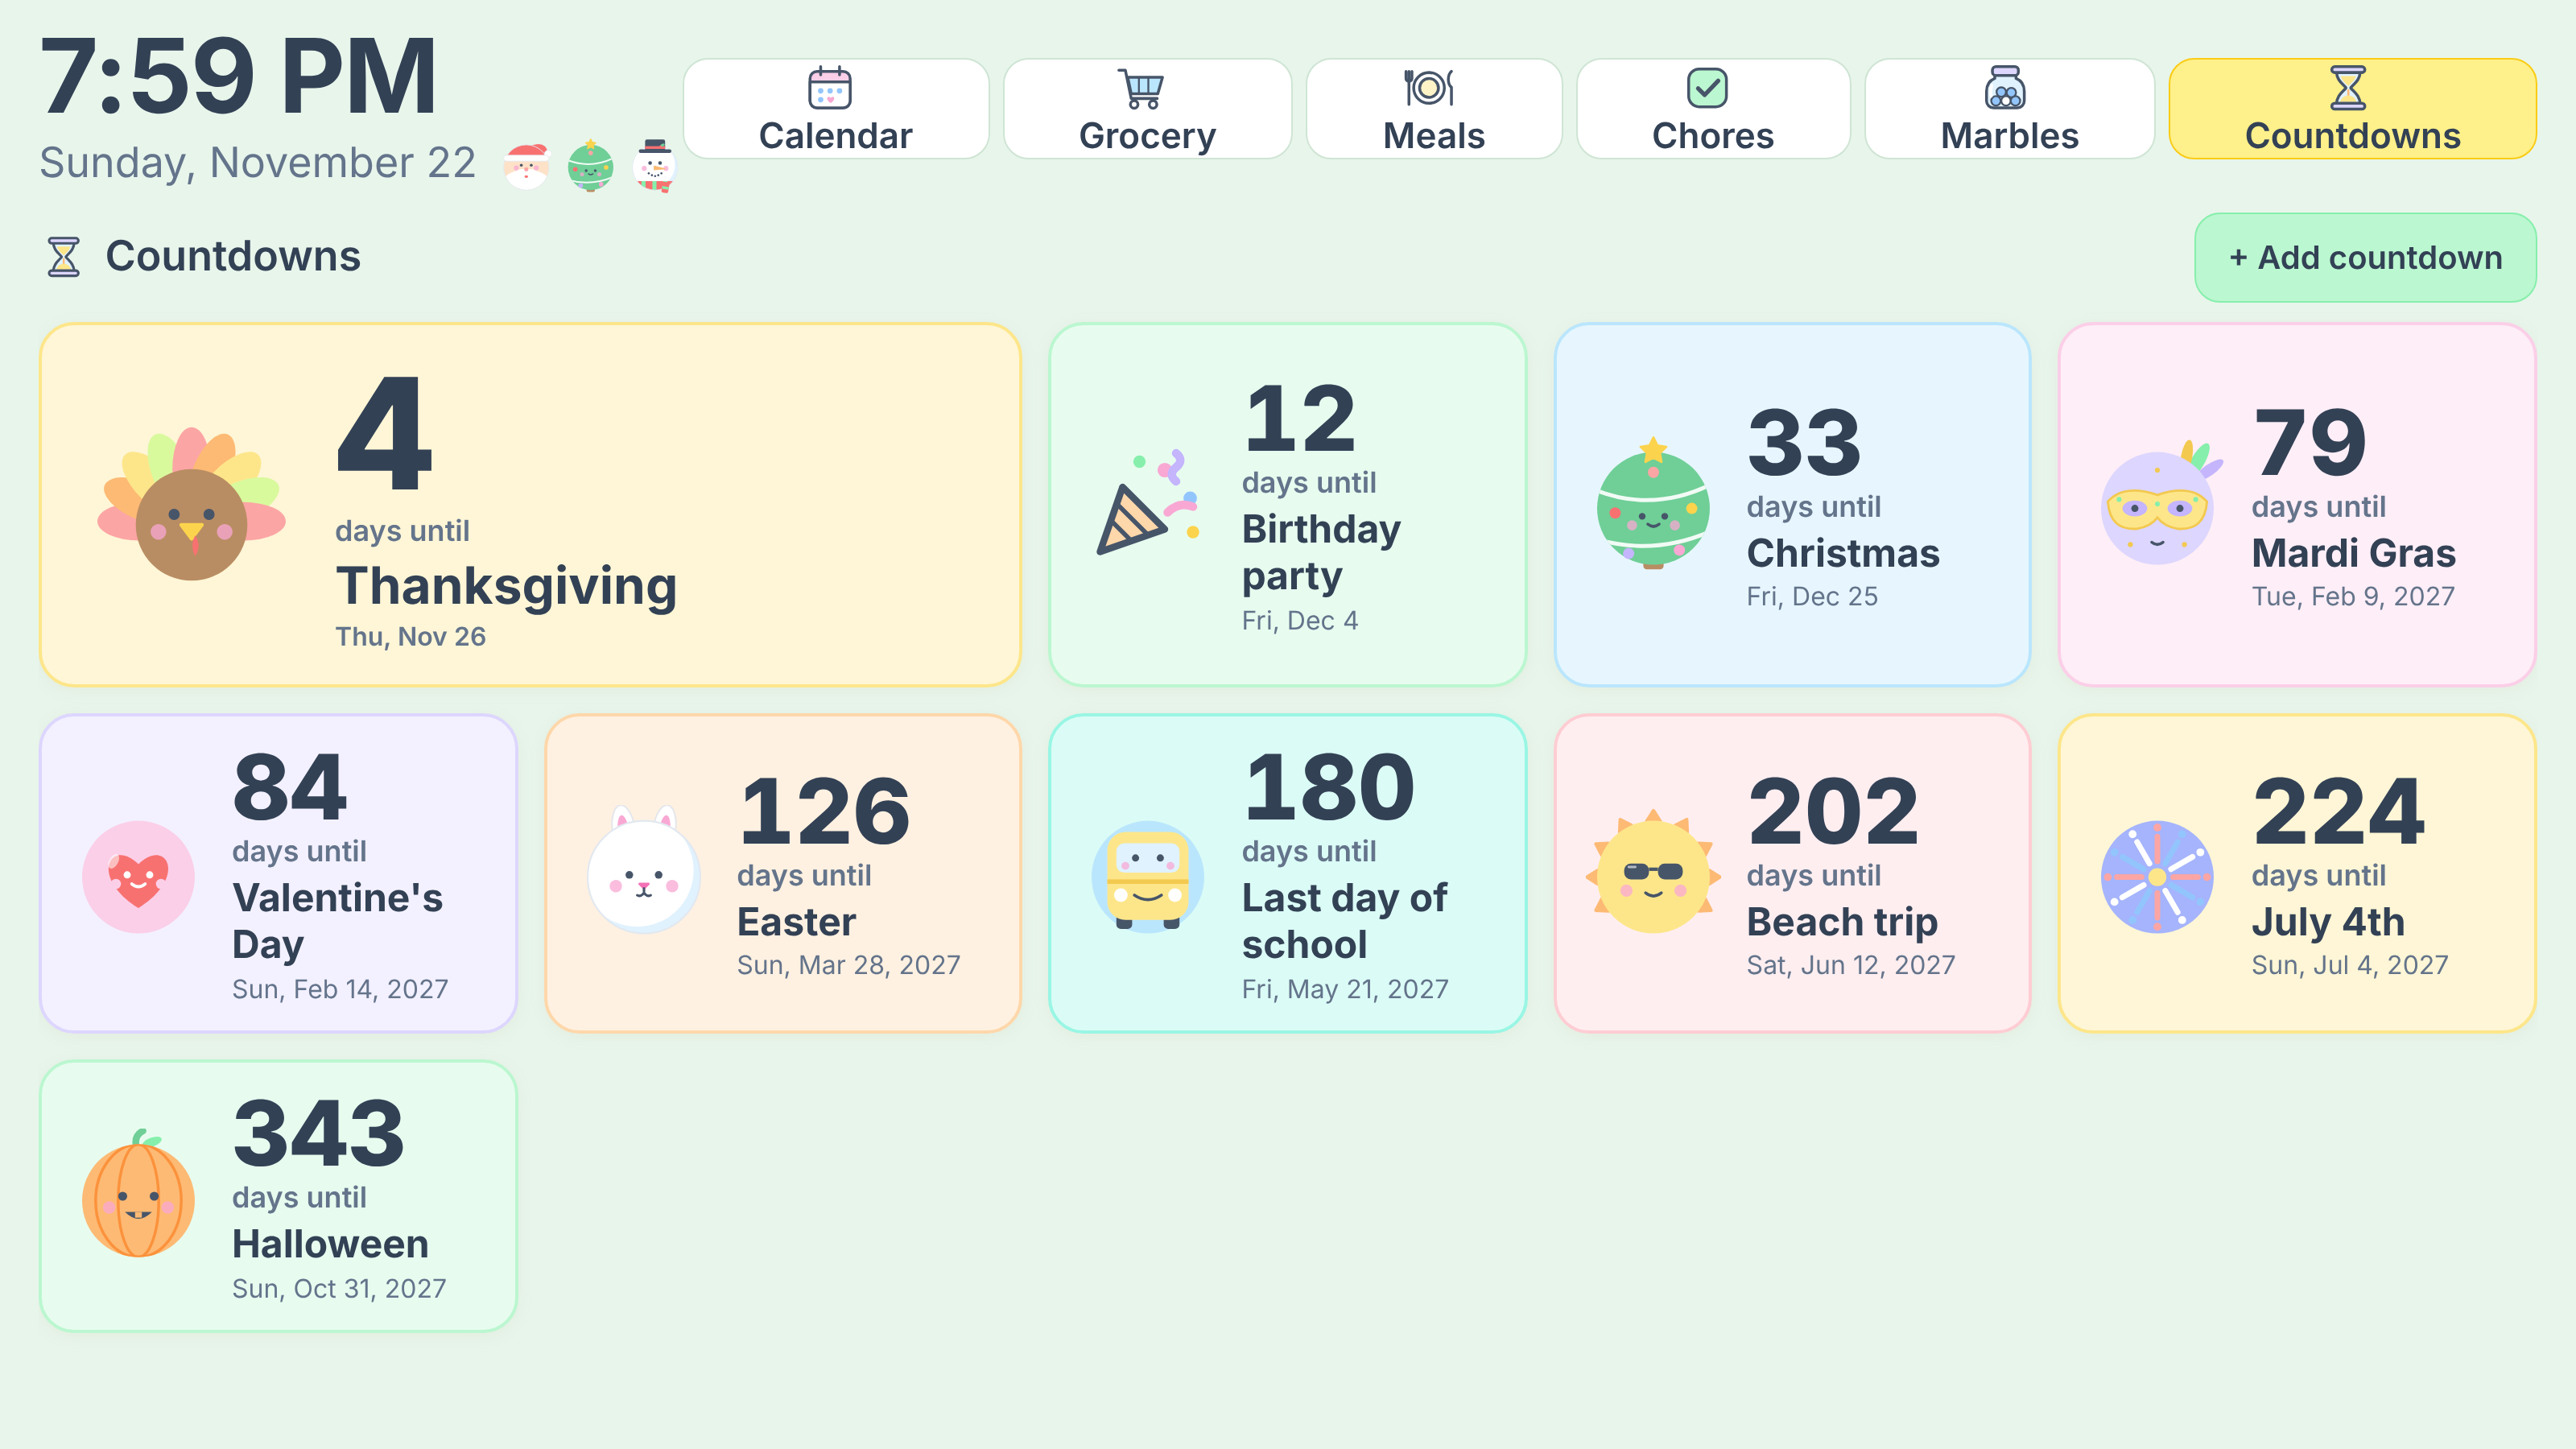 7:59 PM
Sunday, November 22
Calendar
Grocery
Meals
Chores
Marbles
Countdowns
Countdowns
+ Add countdown
4
days until
Thanksgiving
Thu, Nov 26
12
days until
Birthday
party
Fri, Dec 4
33
days until
Christmas
Fri, Dec 25
79
days until
Mardi Gras
Tue, Feb 9, 2027
84
days until
Valentine's
Day
Sun, Feb 14, 2027
126
days until
Easter
Sun, Mar 28, 2027
180
days until
Last day of
school
Fri, May 21, 2027
202
days until
Beach trip
Sat, Jun 12, 2027
224
days until
July 4th
Sun, Jul 4, 2027
343
days until
Halloween
Sun, Oct 31, 2027